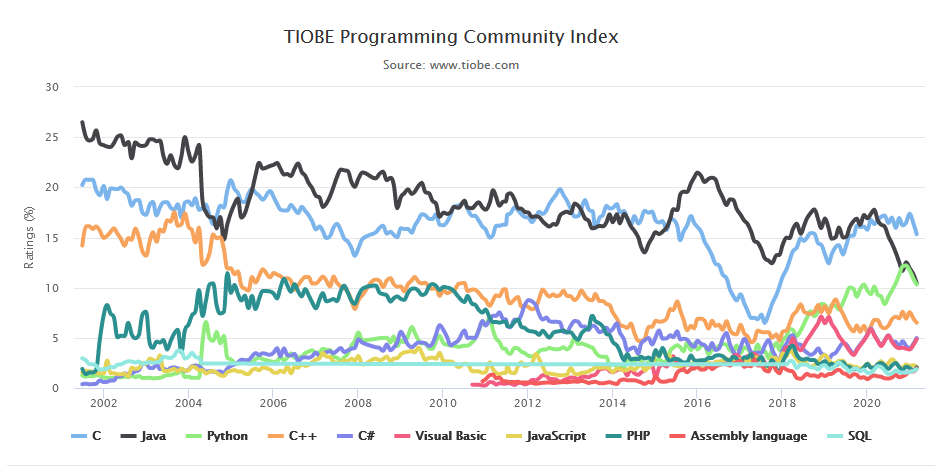 TIOBE Programming Community Index
Source: www.tiobe.com
Ratings (%)
30
25
20
15
10
5
0
2002 2004 2006 2008 2010 2012 2014 2016 2018 2020
C Java Python C++ C# Visual Basic JavaScript PHP Assembly language SQL